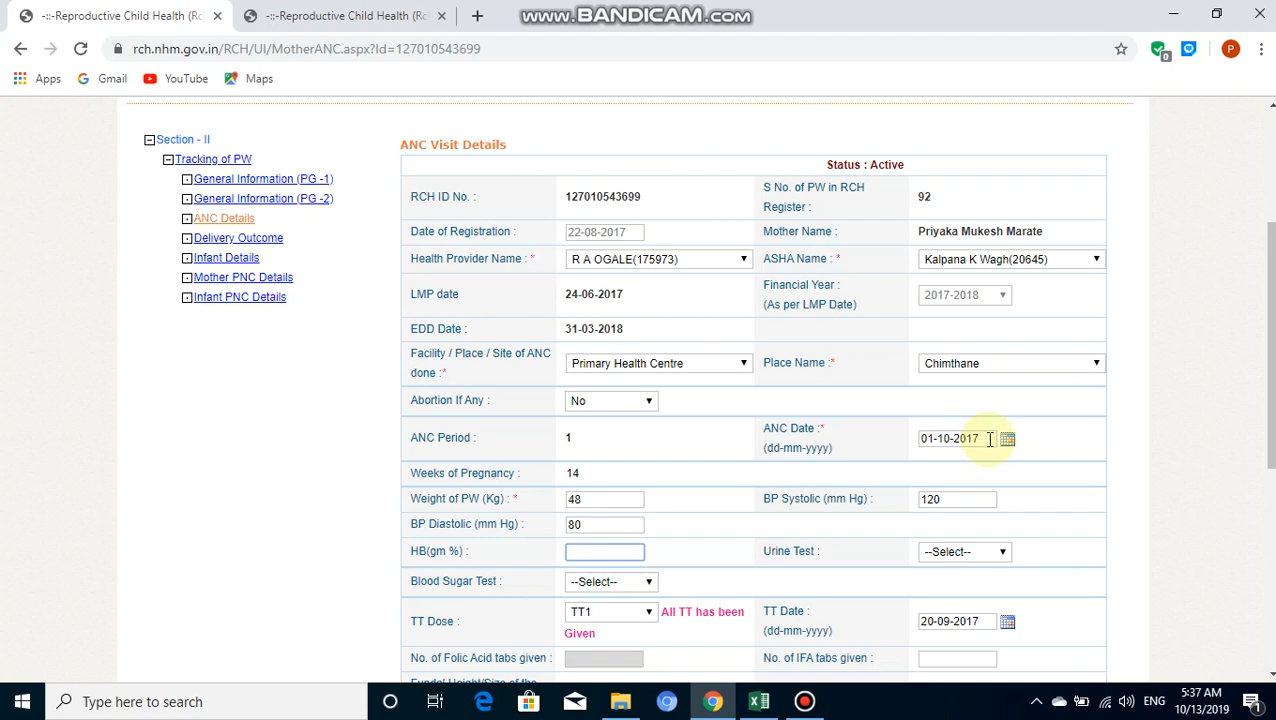 -::-Reproductive Child Health (Rc
-::-Reproductive Child Health (RC
www.BANDICAM.com
rch.nhm.gov.in/RCH/UI/MotherANC.aspx?Id=127010543699
0
P
Apps
Gmail
YouTube
Maps
Section - II
Tracking of PW
General Information (PG -1)
General Information (PG -2)
ANC Details
Delivery Outcome
Infant Details
Mother PNC Details
Infant PNC Details
ANC Visit Details
Status : Active
RCH ID No. : 127010543699
S No. of PW in RCH
Register : 92
Date of Registration : 22-08-2017
Mother Name : Priyaka Mukesh Marate
Health Provider Name : * R A OGALE(175973)
ASHA Name : * Kalpana K Wagh(20645)
LMP date 24-06-2017
Financial Year :
(As per LMP Date) 2017-2018
EDD Date : 31-03-2018
Facility / Place / Site of ANC
done :* Primary Health Centre
Place Name :* Chimthane
Abortion If Any : No
ANC Period : 1
ANC Date :*
(dd-mm-yyyy) 01-10-2017
Weeks of Pregnancy : 14
Weight of PW (Kg) : * 48
BP Systolic (mm Hg) : 120
BP Diastolic (mm Hg) : 80
HB(gm %) :
Urine Test : --Select--
Blood Sugar Test : --Select--
TT Dose : TT1 All TT has been
Given
TT Date :
(dd-mm-yyyy) 20-09-2017
No. of Folic Acid tabs given :
No. of IFA tabs given :
Type here to search
ENG
5:37 AM
10/13/2019
1